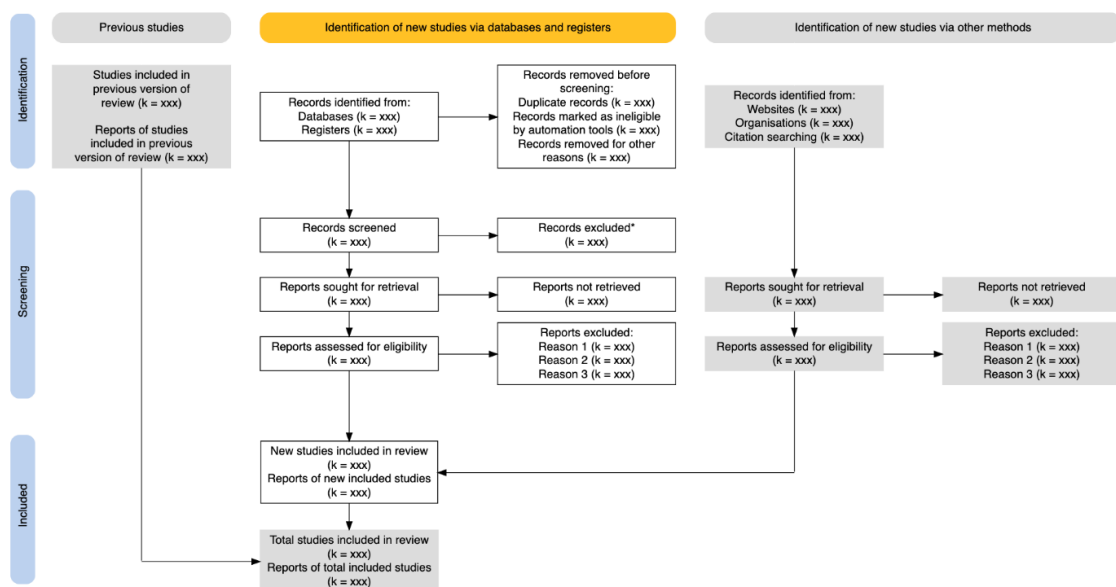 Previous studies
Identification of new studies via databases and registers
Identification of new studies via other methods
Identification
Studies included in
previous version of
review (k = xxx)
Reports of studies
included in previous
version of review (k = xxx)
Records identified from:
Databases (k = xxx)
Registers (k = xxx)
Records removed before
screening:
Duplicate records (k = xxx)
Records marked as ineligible
by automation tools (k = xxx)
Records removed for other
reasons (k = xxx)
Records identified from:
Websites (k = xxx)
Organisations (k = xxx)
Citation searching (k = xxx)
Screening
Records screened
(k = xxx)
Records excluded*
(k = xxx)
Reports sought for retrieval
(k = xxx)
Reports not retrieved
(k = xxx)
Reports sought for retrieval
(k = xxx)
Reports not retrieved
(k = xxx)
Reports assessed for eligibility
(k = xxx)
Reports excluded:
Reason 1 (k = xxx)
Reason 2 (k = xxx)
Reason 3 (k = xxx)
Reports assessed for eligibility
(k = xxx)
Reports excluded:
Reason 1 (k = xxx)
Reason 2 (k = xxx)
Reason 3 (k = xxx)
Included
New studies included in review
(k = xxx)
Reports of new included studies
(k = xxx)
Total studies included in review
(k = xxx)
Reports of total included studies
(k = xxx)